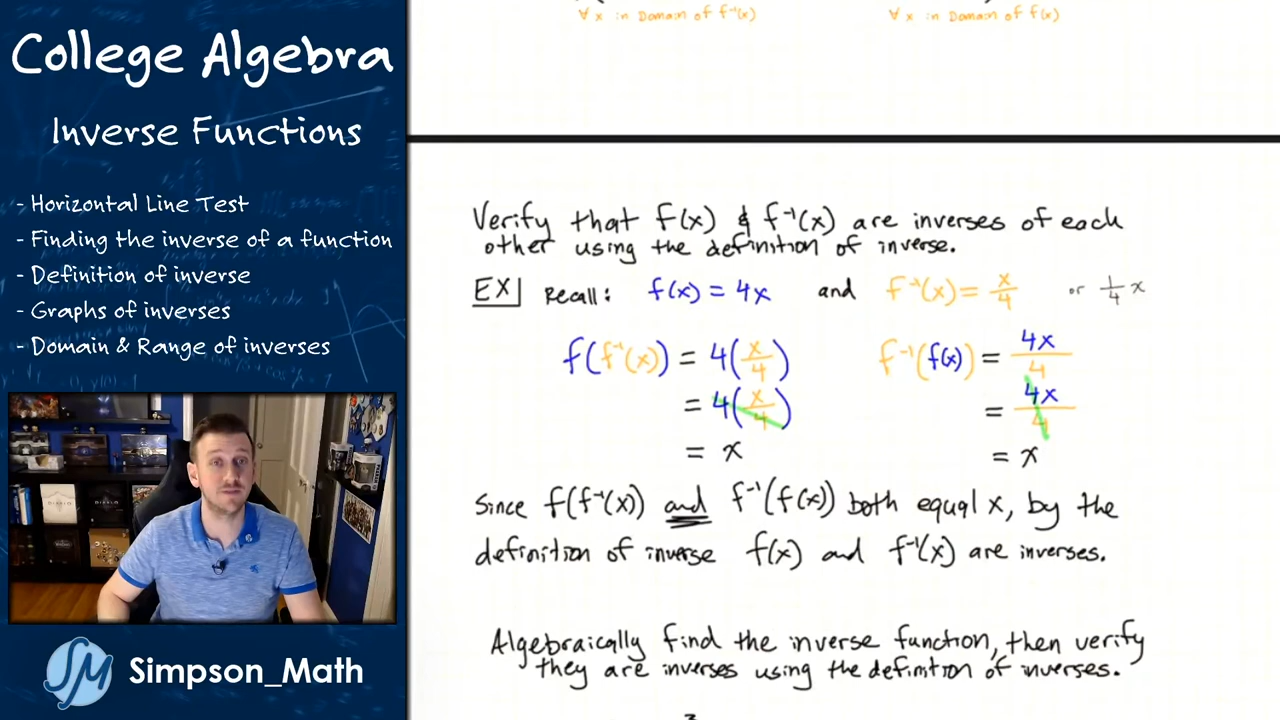 College Algebra
Inverse Functions
- Horizontal Line Test
- Finding the inverse of a function
- Definition of inverse
- Graphs of inverses
- Domain & Range of inverses
SM Simpson_Math
∀ x in Domain of f⁻¹(x)
∀ x in Domain of f(x)
Verify that f(x) & f⁻¹(x) are inverses of each
other using the definition of inverse.
EX Recall: f(x) = 4x and f⁻¹(x) = x/4 or 1/4 x
f(f⁻¹(x)) = 4(x/4)
= 4(x/4)
= x
f⁻¹(f(x)) = 4x/4
= 4x/4
= x
Since f(f⁻¹(x)) and f⁻¹(f(x)) both equal x, by the
definition of inverse f(x) and f⁻¹(x) are inverses.
Algebraically find the inverse function, then verify
they are inverses using the definition of inverses.